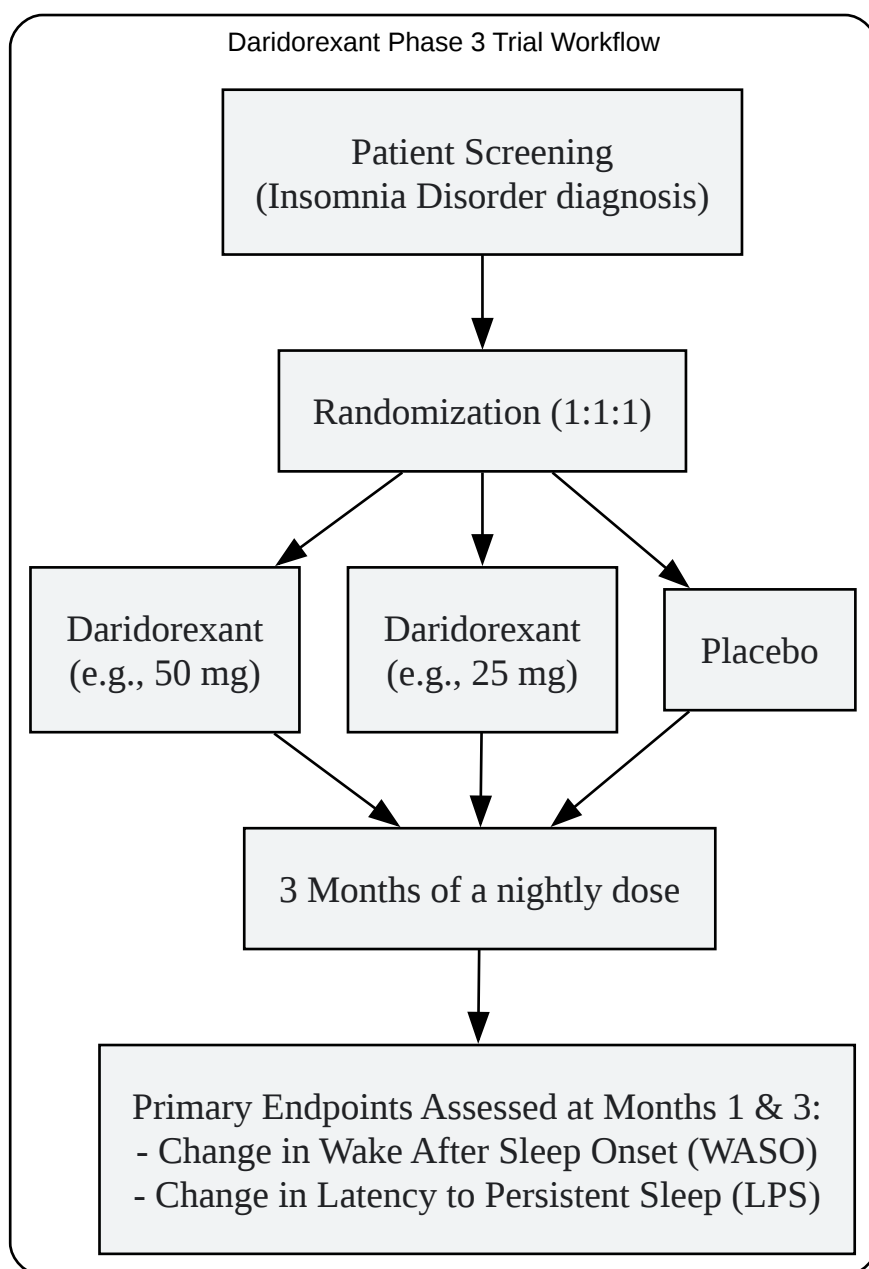 Daridorexant Phase 3 Trial Workflow
Patient Screening
(Insomnia Disorder diagnosis)
Randomization (1:1:1)
Daridorexant
(e.g., 50 mg)
Daridorexant
(e.g., 25 mg)
Placebo
3 Months of a nightly dose
Primary Endpoints Assessed at Months 1 & 3:
- Change in Wake After Sleep Onset (WASO)
- Change in Latency to Persistent Sleep (LPS)